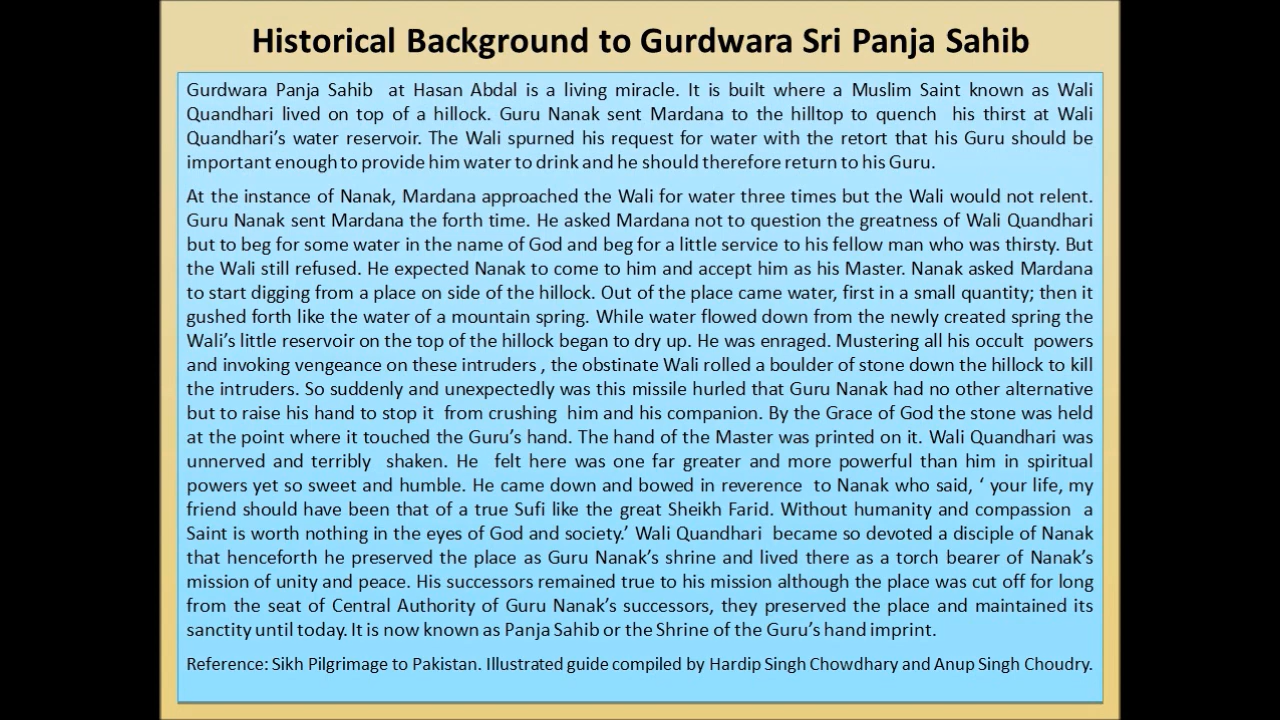 Historical Background to Gurdwara Sri Panja Sahib
Gurdwara Panja Sahib at Hasan Abdal is a living miracle. It is built where a Muslim Saint known as Wali
Quandhari lived on top of a hillock. Guru Nanak sent Mardana to the hilltop to quench his thirst at Wali
Quandhari’s water reservoir. The Wali spurned his request for water with the retort that his Guru should be
important enough to provide him water to drink and he should therefore return to his Guru.
At the instance of Nanak, Mardana approached the Wali for water three times but the Wali would not relent.
Guru Nanak sent Mardana the forth time. He asked Mardana not to question the greatness of Wali Quandhari
but to beg for some water in the name of God and beg for a little service to his fellow man who was thirsty. But
the Wali still refused. He expected Nanak to come to him and accept him as his Master. Nanak asked Mardana
to start digging from a place on side of the hillock. Out of the place came water, first in a small quantity; then it
gushed forth like the water of a mountain spring. While water flowed down from the newly created spring the
Wali’s little reservoir on the top of the hillock began to dry up. He was enraged. Mustering all his occult powers
and invoking vengeance on these intruders , the obstinate Wali rolled a boulder of stone down the hillock to kill
the intruders. So suddenly and unexpectedly was this missile hurled that Guru Nanak had no other alternative
but to raise his hand to stop it from crushing him and his companion. By the Grace of God the stone was held
at the point where it touched the Guru’s hand. The hand of the Master was printed on it. Wali Quandhari was
unnerved and terribly shaken. He felt here was one far greater and more powerful than him in spiritual
powers yet so sweet and humble. He came down and bowed in reverence to Nanak who said, ‘ your life, my
friend should have been that of a true Sufi like the great Sheikh Farid. Without humanity and compassion a
Saint is worth nothing in the eyes of God and society.’ Wali Quandhari became so devoted a disciple of Nanak
that henceforth he preserved the place as Guru Nanak’s shrine and lived there as a torch bearer of Nanak’s
mission of unity and peace. His successors remained true to his mission although the place was cut off for long
from the seat of Central Authority of Guru Nanak’s successors, they preserved the place and maintained its
sanctity until today. It is now known as Panja Sahib or the Shrine of the Guru’s hand imprint.
Reference: Sikh Pilgrimage to Pakistan. Illustrated guide compiled by Hardip Singh Chowdhary and Anup Singh Choudry.